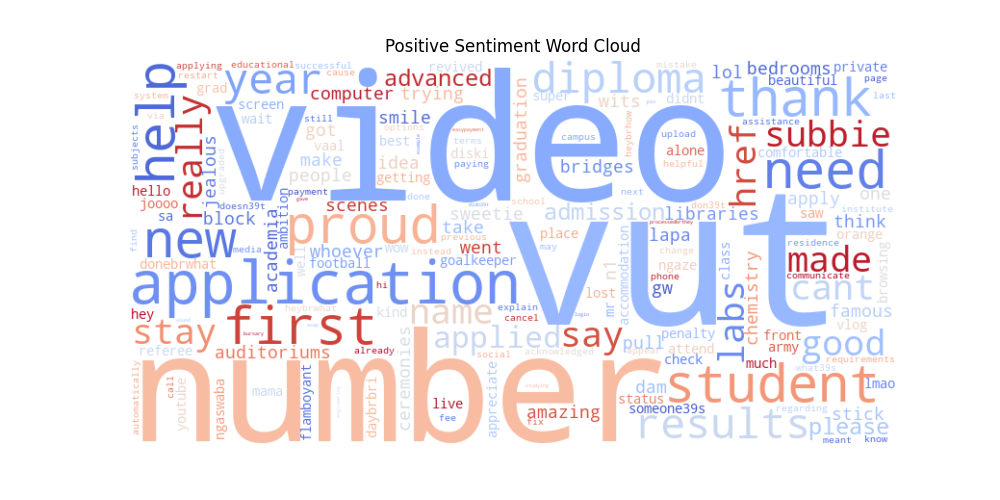 Positive Sentiment Word Cloud
video
vut
number
application
first
proud
student
results
diploma
thank
need
help
new
year
really
advanced
computer
trying
revived
applying
educational
successful
cause
restart
grad
system
via
screen
wait
still
got
vaal
make
people
smile
options
best
idea
getting
diski
terms
paying
easypayment
super
wits
didnt
mistake
graduation
campus
upload
bridges
alone
helpful
lol
bedrooms
private
beautiful
page
last
assistance
subbie
href
comfortable
institute
apply
one
saw
think
orange
residence
made
communicate
browsing
cant
famous
vlog
front
army
requirements
good
lmao
what39s
much
chemistry
labs
class
libraries
admission
lapa
place
may
next
don39t
school
sweetie
previous
take
went
instead
wow
goalkeeper
football
whoever
scenes
payment
give
done
doesn39t
block
media
academia
ambition
jealous
upgraded
subjects
hello
joooo
sa
find
donebrwhat
well
hi
hey
stay
referee
auditoriums
already
bursary
heybrwhat
kind
name
explain
cancel
applied
say
pull
penalty
attend
check
gw
phone
change
ngaze
n1
mr
lost
accommodation
login
social
acknowledged
appear
dam
status
someone39s
regarding
stick
please
meant
know
amazing
fix
live
fee
appreciate
ceremonies
daybrbri
flamboyant
mama
ngaswaba
call
youtube
automatically
heybrhow